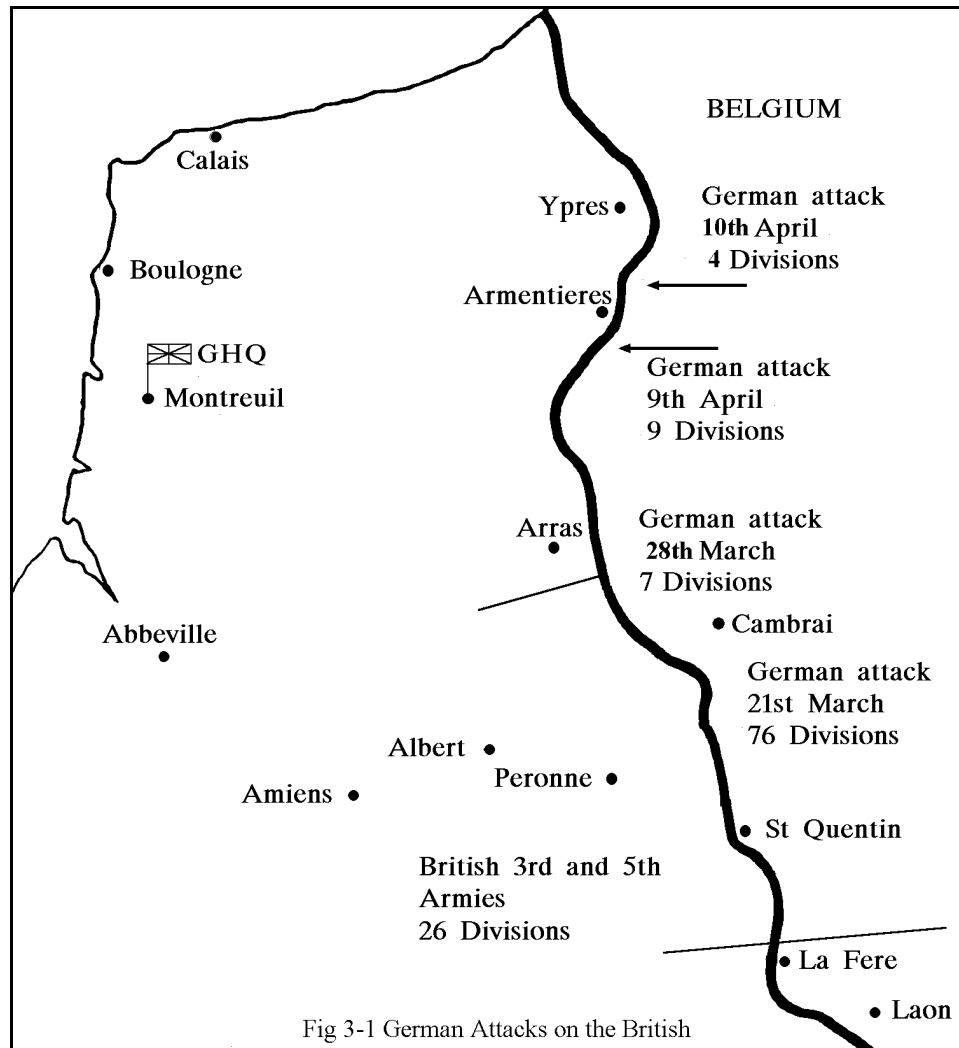 BELGIUM
Calais
Ypres
German attack
10th April
4 Divisions
Boulogne
Armentieres
GHQ
Montreuil
German attack
9th April
9 Divisions
Arras
German attack
28th March
7 Divisions
Cambrai
Abbeville
German attack
21st March
76 Divisions
Albert
Peronne
Amiens
St Quentin
British 3rd and 5th
Armies
26 Divisions
La Fere
Laon
Fig 3-1 German Attacks on the British